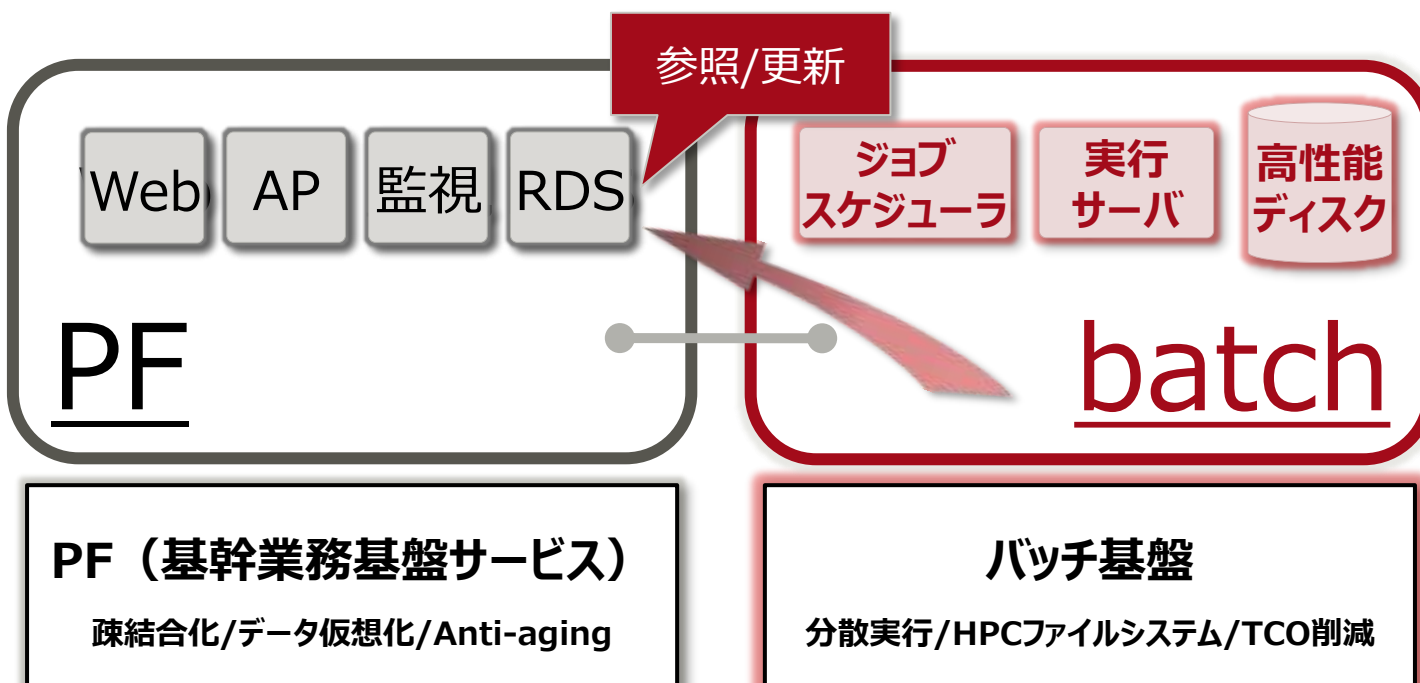 参照/更新
Web
AP
監視
RDS
ジョブ
スケジューラ
実行
サーバ
高性能
ディスク
PF
batch
PF（基幹業務基盤サービス）
疎結合化/データ仮想化/Anti-aging
バッチ基盤
分散実行/HPCファイルシステム/TCO削減